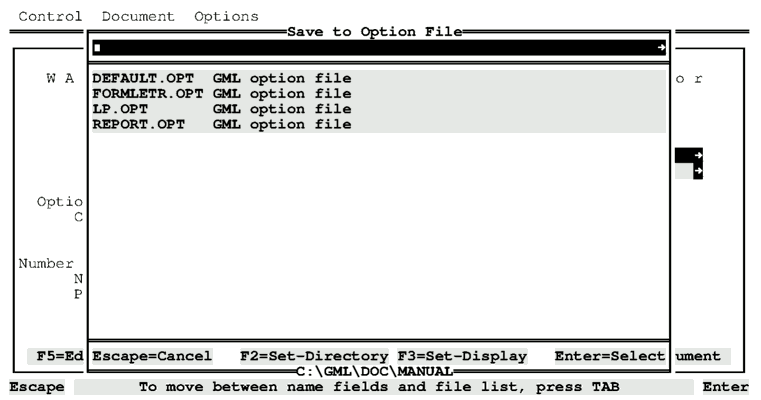 Control Document Options
Save to Option File
W A
DEFAULT.OPT GML option file
o r
FORMLETR.OPT GML option file
LP.OPT GML option file
REPORT.OPT GML option file
Optio
C
Number
N
P
F5=Ed Escape=Cancel F2=Set-Directory F3=Set-Display Enter=Select ument
C:\GML\DOC\MANUAL
Escape To move between name fields and file list, press TAB Enter